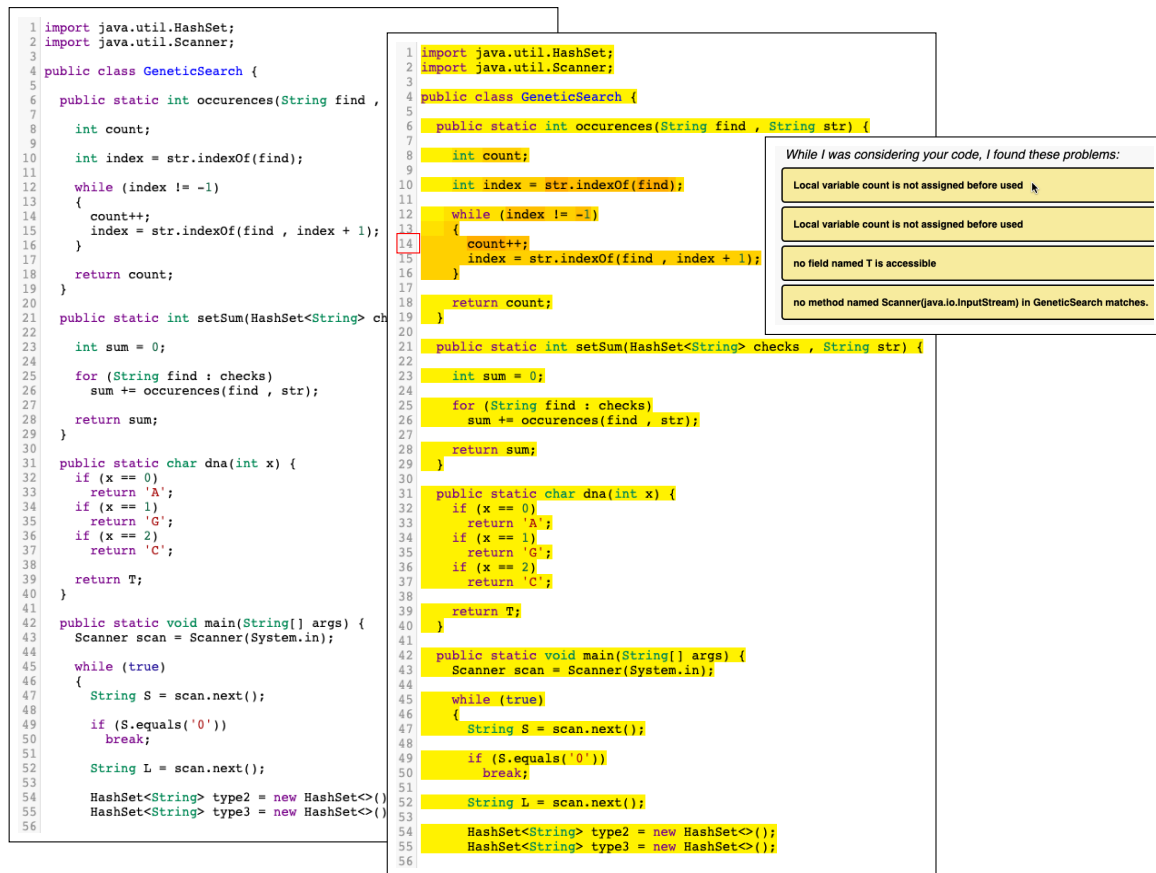 1 import java.util.HashSet;
2 import java.util.Scanner;
3
4 public class GeneticSearch {
5
6 public static int occurences(String find ,
7
8 int count;
9
10 int index = str.indexOf(find);
11
12 while (index != -1)
13 {
14 count++;
15 index = str.indexOf(find , index + 1);
16 }
17
18 return count;
19 }
20
21 public static int setSum(HashSet<String> ch
22
23 int sum = 0;
24
25 for (String find : checks)
26 sum += occurences(find , str);
27
28 return sum;
29 }
30
31 public static char dna(int x) {
32 if (x == 0)
33 return 'A';
34 if (x == 1)
35 return 'G';
36 if (x == 2)
37 return 'C';
38
39 return T;
40 }
41
42 public static void main(String[] args) {
43 Scanner scan = Scanner(System.in);
44
45 while (true)
46 {
47 String S = scan.next();
48
49 if (S.equals('0'))
50 break;
51
52 String L = scan.next();
53
54 HashSet<String> type2 = new HashSet<>()
55 HashSet<String> type3 = new HashSet<>()
56
1 import java.util.HashSet;
2 import java.util.Scanner;
3
4 public class GeneticSearch {
5
6 public static int occurences(String find , String str) {
7
8 int count;
9
10 int index = str.indexOf(find);
11
12 while (index != -1)
13 {
14 count++;
15 index = str.indexOf(find , index + 1);
16 }
17
18 return count;
19 }
20
21 public static int setSum(HashSet<String> checks , String str) {
22
23 int sum = 0;
24
25 for (String find : checks)
26 sum += occurences(find , str);
27
28 return sum;
29 }
30
31 public static char dna(int x) {
32 if (x == 0)
33 return 'A';
34 if (x == 1)
35 return 'G';
36 if (x == 2)
37 return 'C';
38
39 return T;
40 }
41
42 public static void main(String[] args) {
43 Scanner scan = Scanner(System.in);
44
45 while (true)
46 {
47 String S = scan.next();
48
49 if (S.equals('0'))
50 break;
51
52 String L = scan.next();
53
54 HashSet<String> type2 = new HashSet<>();
55 HashSet<String> type3 = new HashSet<>();
56
While I was considering your code, I found these problems:
Local variable count is not assigned before used
Local variable count is not assigned before used
no field named T is accessible
no method named Scanner(java.io.InputStream) in GeneticSearch matches.